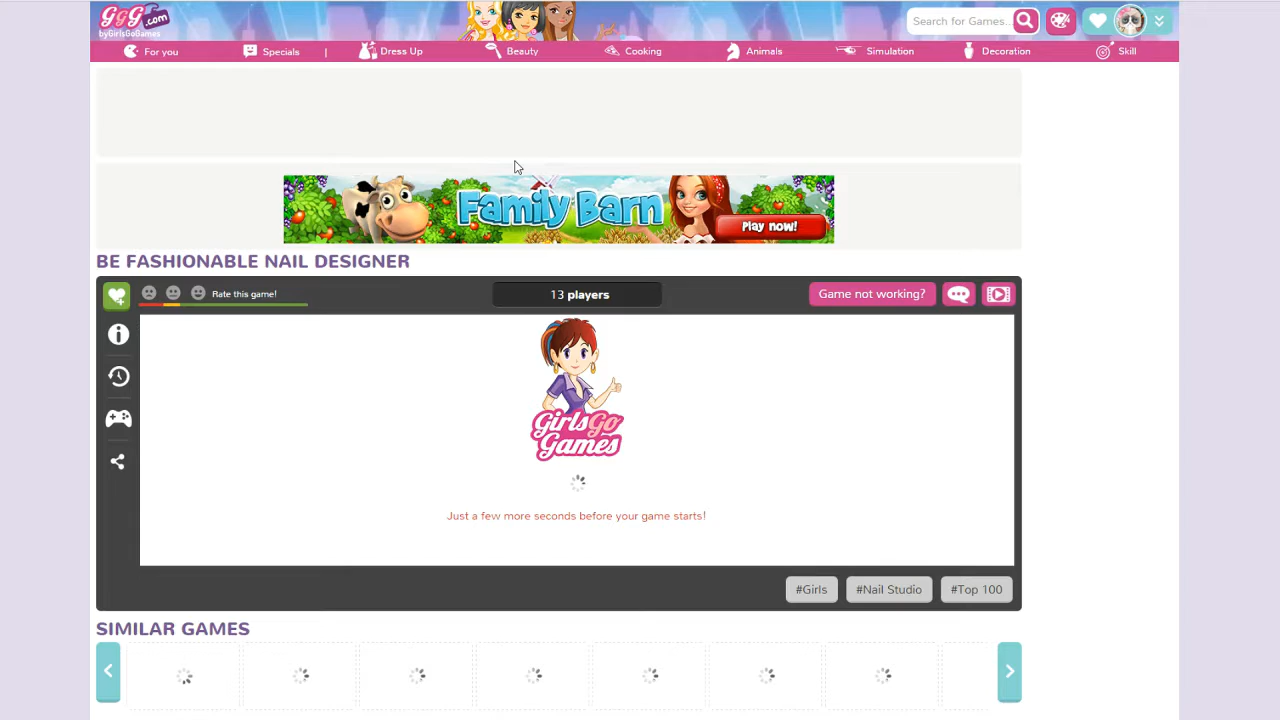 GGG.com
byGirlsGoGames
Search for Games...
For you
Specials
|
Dress Up
Beauty
Cooking
Animals
Simulation
Decoration
Skill
Family Barn
Play now!
BE FASHIONABLE NAIL DESIGNER
Rate this game!
13 players
Game not working?
GirlsGo
Games
Just a few more seconds before your game starts!
#Girls
#Nail Studio
#Top 100
SIMILAR GAMES